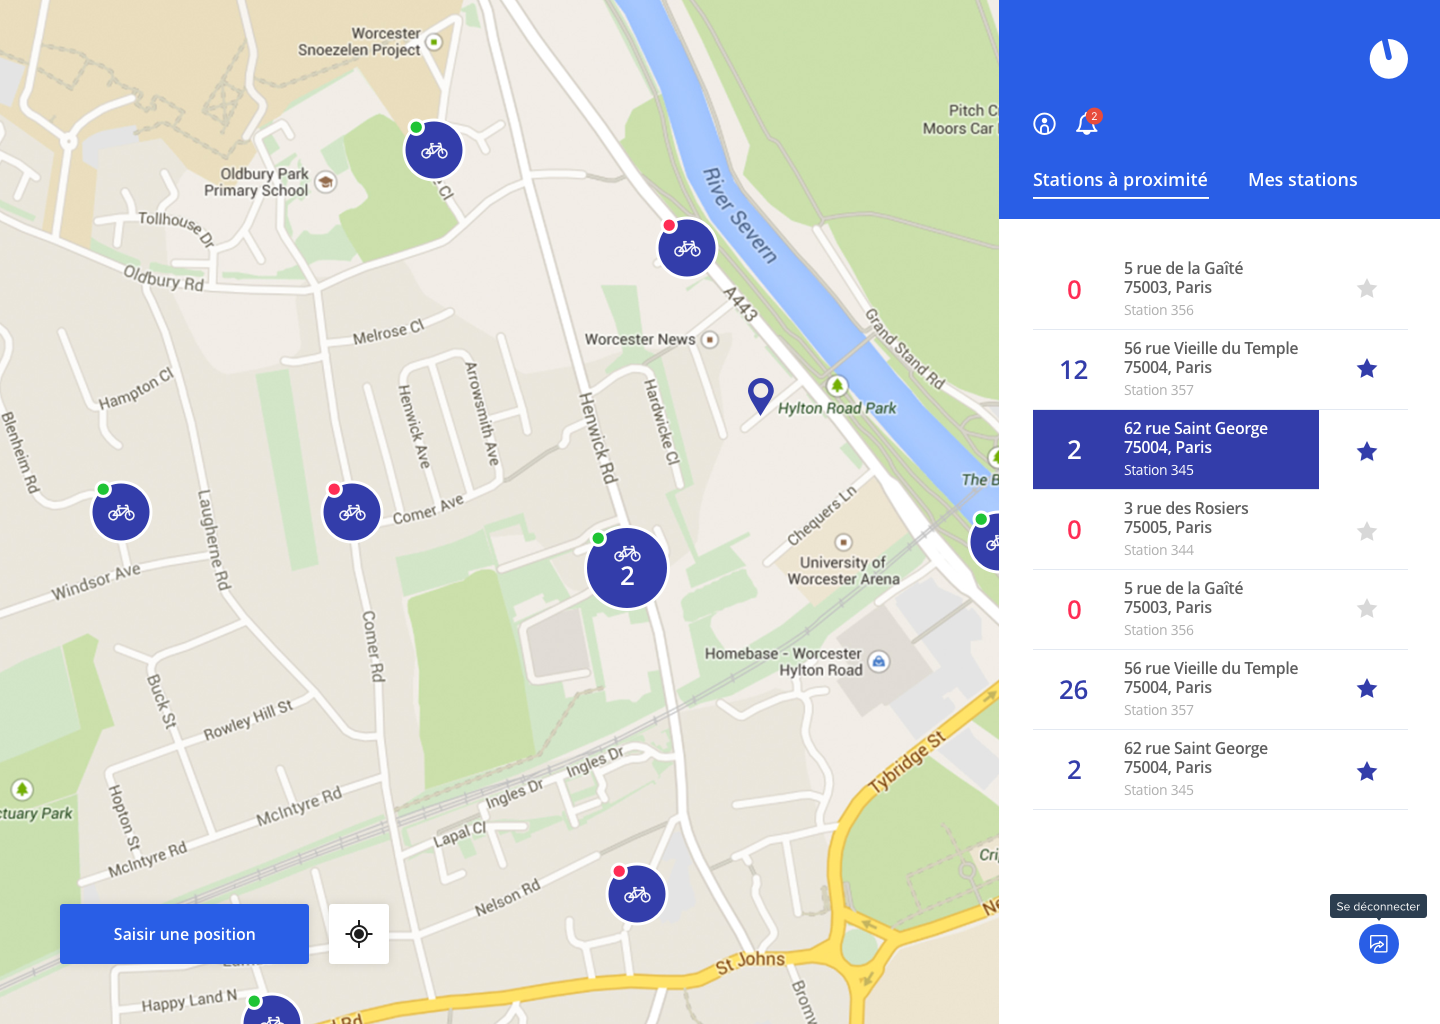 Worcester
Snoezelen Project
Oldbury Park
Primary School
Tollhouse Dr
Oldbury Rd
River Severn
A443
Pitch C
Moors Car
Melrose Cl
Worcester News
Grand Stand Rd
Hampton Cl
Henwick Ave
Arrowsmith Ave
Henwick Rd
Hardwicke Cl
Hylton Road Park
Blenheim Rd
Laugherne Rd
Comer Ave
Chequers Ln
The B
2
University of
Worcester Arena
Windsor Ave
Comer Rd
Homebase - Worcester
Hylton Road
Buck St
Rowley Hill St
Tybridge St
Ingles Dr
Ingles Dr
McIntyre Rd
Hopton St
ctuary Park
Lapal Cl
McIntyre Rd
Nelson Rd
Cri
Ne
St Johns
Happy Land N
Rd
Bromw
Saisir une position
2
Stations à proximité
Mes stations
0
5 rue de la Gaîté
75003, Paris
Station 356
12
56 rue Vieille du Temple
75004, Paris
Station 357
2
62 rue Saint George
75004, Paris
Station 345
0
3 rue des Rosiers
75005, Paris
Station 344
0
5 rue de la Gaîté
75003, Paris
Station 356
26
56 rue Vieille du Temple
75004, Paris
Station 357
2
62 rue Saint George
75004, Paris
Station 345
Se déconnecter